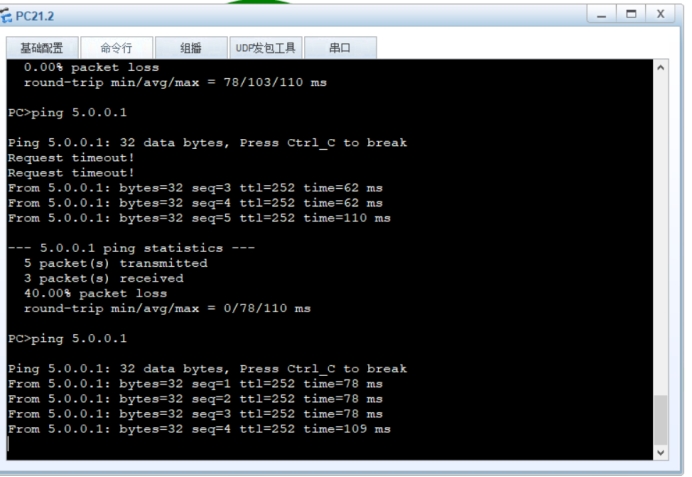 PC21.2
基础配置 命令行 组播 UDP发包工具 串口
0.00% packet loss
round-trip min/avg/max = 78/103/110 ms
PC>ping 5.0.0.1
Ping 5.0.0.1: 32 data bytes, Press Ctrl_C to break
Request timeout!
Request timeout!
From 5.0.0.1: bytes=32 seq=3 ttl=252 time=62 ms
From 5.0.0.1: bytes=32 seq=4 ttl=252 time=62 ms
From 5.0.0.1: bytes=32 seq=5 ttl=252 time=110 ms
--- 5.0.0.1 ping statistics ---
5 packet(s) transmitted
3 packet(s) received
40.00% packet loss
round-trip min/avg/max = 0/78/110 ms
PC>ping 5.0.0.1
Ping 5.0.0.1: 32 data bytes, Press Ctrl_C to break
From 5.0.0.1: bytes=32 seq=1 ttl=252 time=78 ms
From 5.0.0.1: bytes=32 seq=2 ttl=252 time=78 ms
From 5.0.0.1: bytes=32 seq=3 ttl=252 time=78 ms
From 5.0.0.1: bytes=32 seq=4 ttl=252 time=109 ms